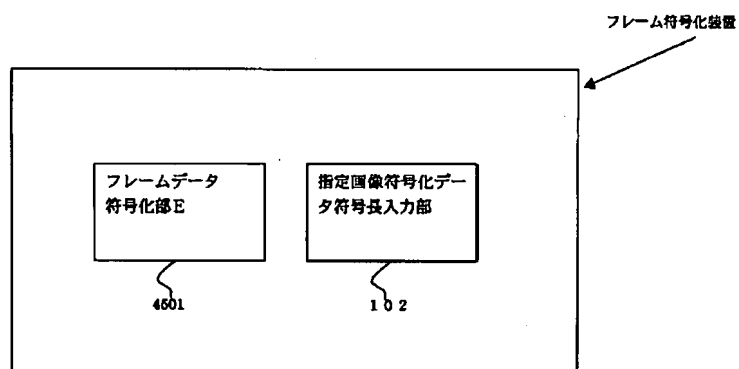 フレーム符号化装置
フレームデータ
符号化部E
指定画像符号化デー
タ符号長入力部
4501
102